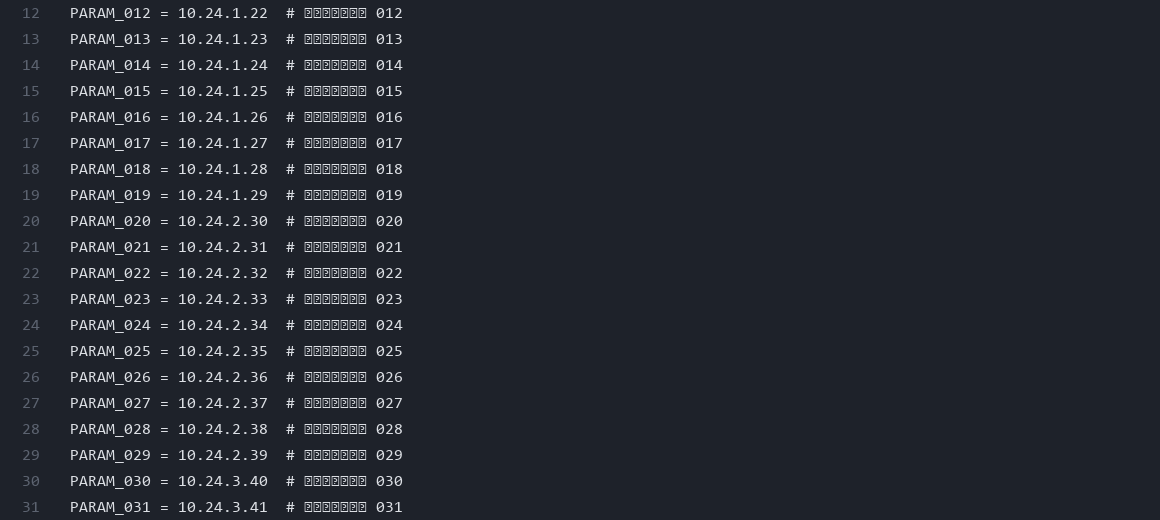 12 PARAM_012 = 10.24.1.22 # 012
13 PARAM_013 = 10.24.1.23 # 013
14 PARAM_014 = 10.24.1.24 # 014
15 PARAM_015 = 10.24.1.25 # 015
16 PARAM_016 = 10.24.1.26 # 016
17 PARAM_017 = 10.24.1.27 # 017
18 PARAM_018 = 10.24.1.28 # 018
19 PARAM_019 = 10.24.1.29 # 019
20 PARAM_020 = 10.24.2.30 # 020
21 PARAM_021 = 10.24.2.31 # 021
22 PARAM_022 = 10.24.2.32 # 022
23 PARAM_023 = 10.24.2.33 # 023
24 PARAM_024 = 10.24.2.34 # 024
25 PARAM_025 = 10.24.2.35 # 025
26 PARAM_026 = 10.24.2.36 # 026
27 PARAM_027 = 10.24.2.37 # 027
28 PARAM_028 = 10.24.2.38 # 028
29 PARAM_029 = 10.24.2.39 # 029
30 PARAM_030 = 10.24.3.40 # 030
31 PARAM_031 = 10.24.3.41 # 031